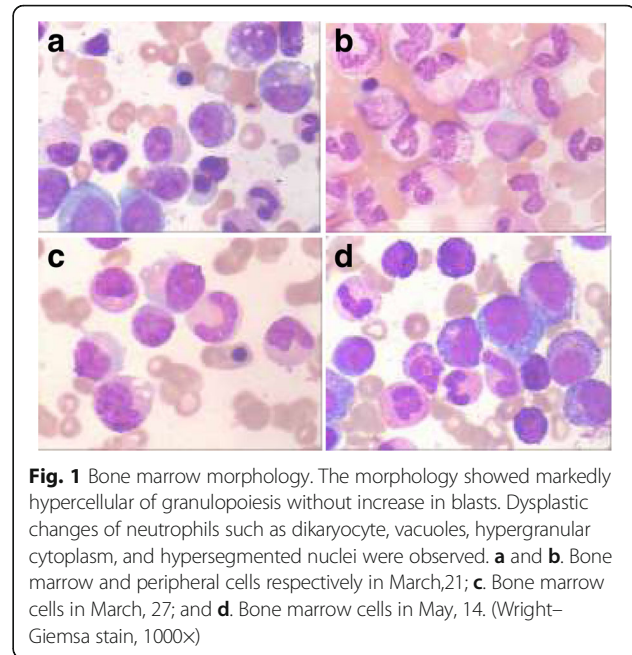 a
b
c
d
Fig. 1 Bone marrow morphology. The morphology showed markedly
hypercellular of granulopoiesis without increase in blasts. Dysplastic
changes of neutrophils such as dikaryocyte, vacuoles, hypergranular
cytoplasm, and hypersegmented nuclei were observed. a and b. Bone
marrow and peripheral cells respectively in March,21; c. Bone marrow
cells in March, 27; and d. Bone marrow cells in May, 14. (Wright–
Giemsa stain, 1000×)